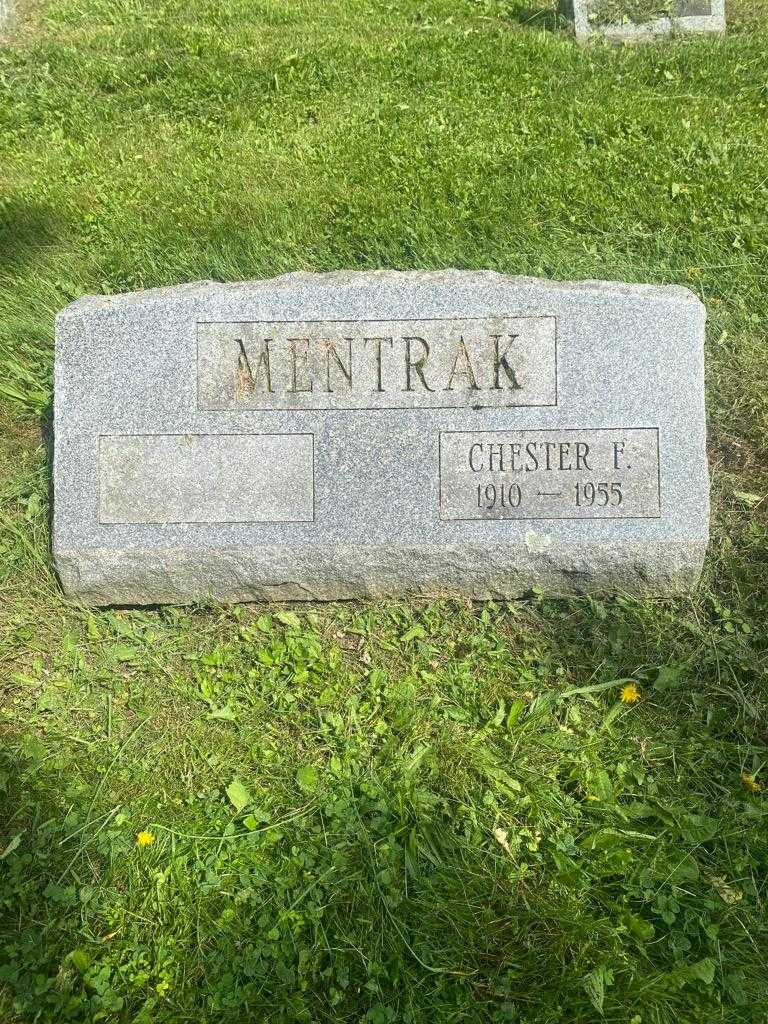 MENTRAK
CHESTER F.
1910 — 1955